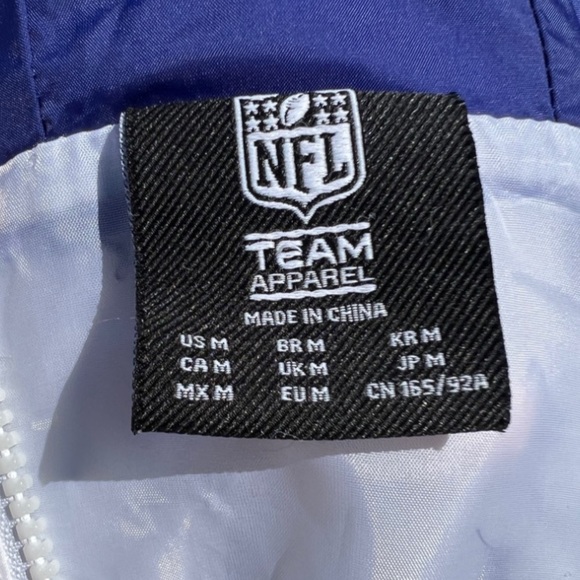 NFL
TEAM
APPAREL
MADE IN CHINA
US M BR M KR M
CA M UK M JP M
MX M EU M CN 165/92A